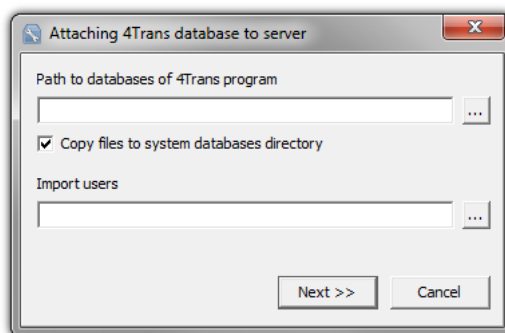 Attaching 4Trans database to server
Path to databases of 4Trans program
...
Copy files to system databases directory
Import users
...
Next >> Cancel